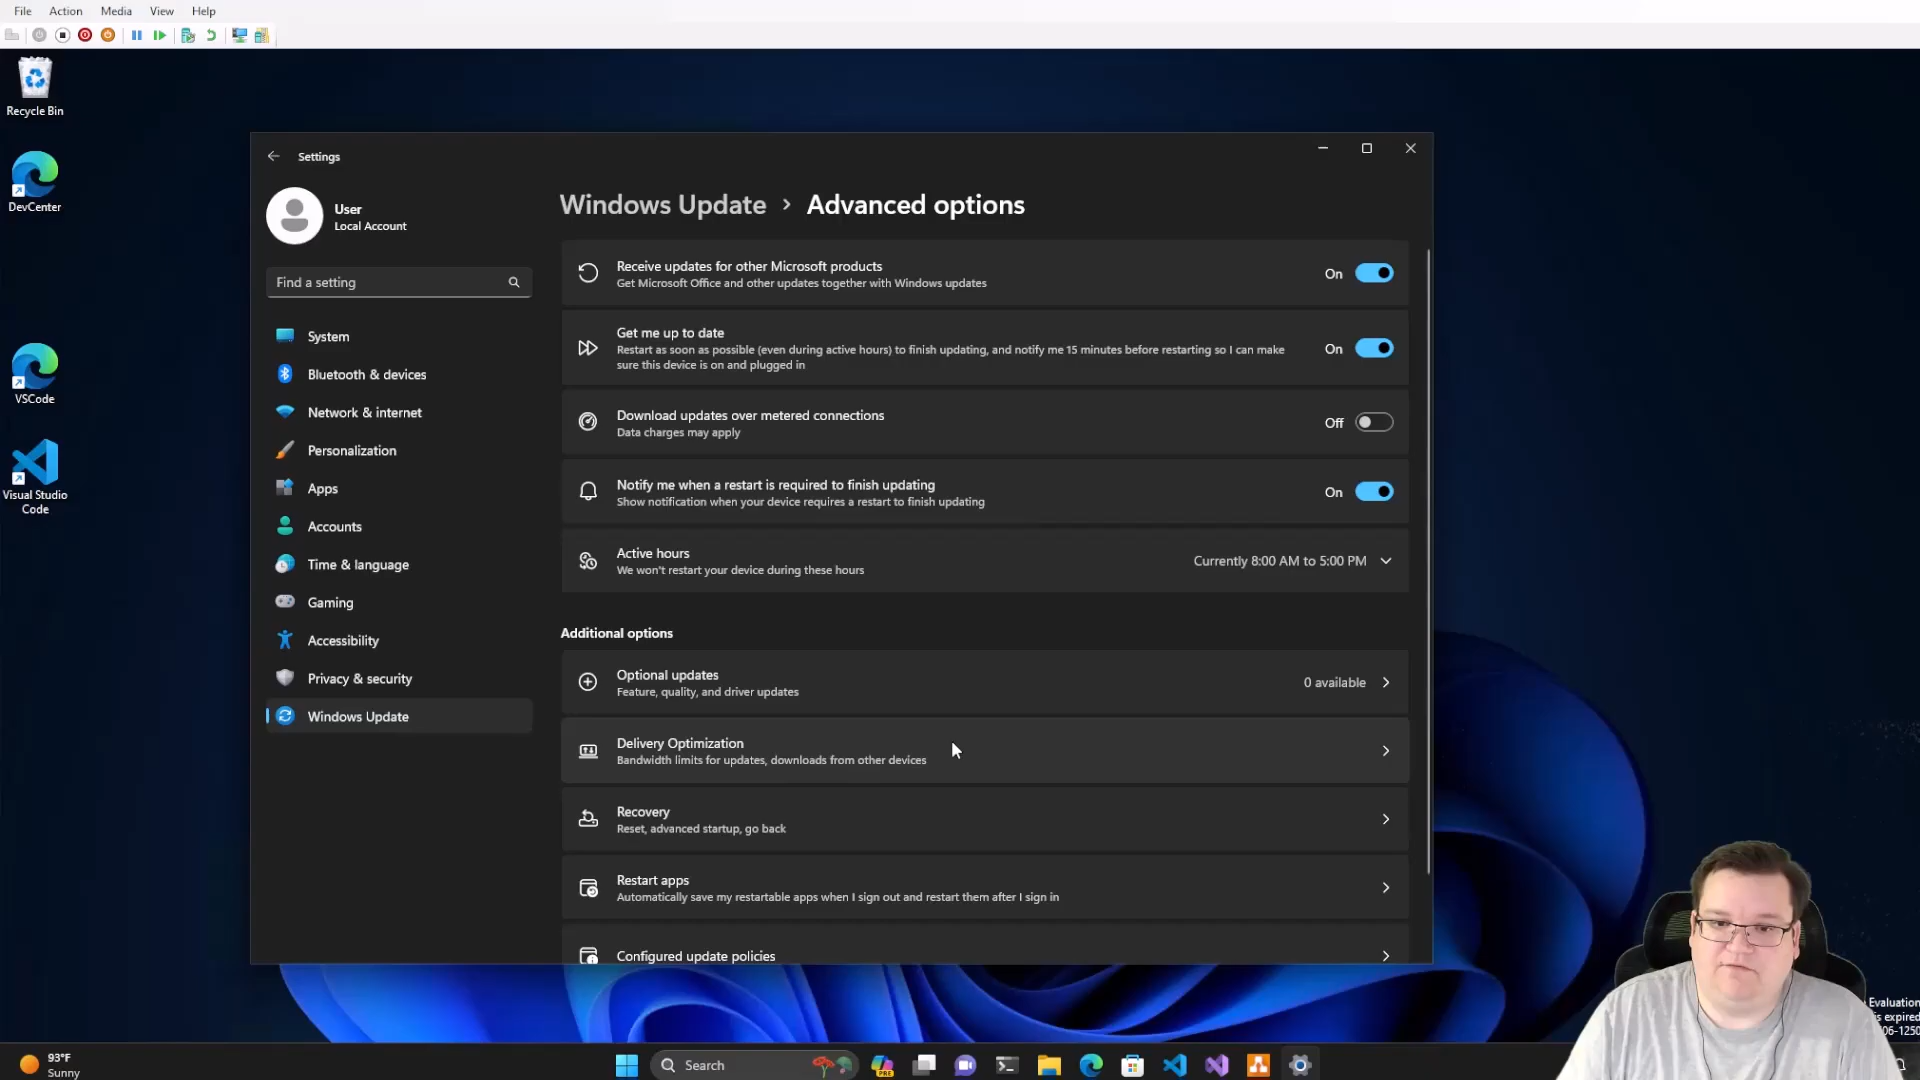 File Action Media View Help
Recycle Bin
DevCenter
VSCode
Visual Studio
Code
Settings
User
Local Account
Find a setting
System
Bluetooth & devices
Network & internet
Personalization
Apps
Accounts
Time & language
Gaming
Accessibility
Privacy & security
Windows Update
Windows Update > Advanced options
Receive updates for other Microsoft products
Get Microsoft Office and other updates together with Windows updates
On
Get me up to date
Restart as soon as possible (even during active hours) to finish updating, and notify me 15 minutes before restarting so I can make
sure this device is on and plugged in
On
Download updates over metered connections
Data charges may apply
Off
Notify me when a restart is required to finish updating
Show notification when your device requires a restart to finish updating
On
Active hours
We won't restart your device during these hours
Currently 8:00 AM to 5:00 PM
Additional options
Optional updates
Feature, quality, and driver updates
0 available
Delivery Optimization
Bandwidth limits for updates, downloads from other devices
Recovery
Reset, advanced startup, go back
Restart apps
Automatically save my restartable apps when I sign out and restart them after I sign in
Configured update policies
Evaluation
is expired
06-1250
93°F
Sunny
Search
PRE